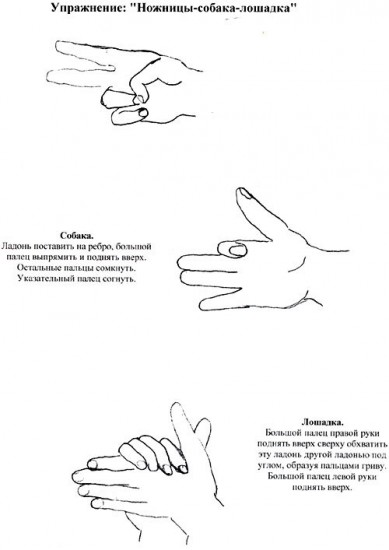 Упражнение: "Ножницы-собака-лошадка"
Собака.
Ладонь поставить на ребро, большой
палец выпрямить и поднять вверх.
Остальные пальцы сомкнуть.
Указательный палец согнуть.
Лошадка.
Большой палец правой руки
поднять вверх сверху обхватить
эту ладонь другой ладонью под
углом, образуя пальцами гриву.
Большой палец левой руки
поднять вверх.